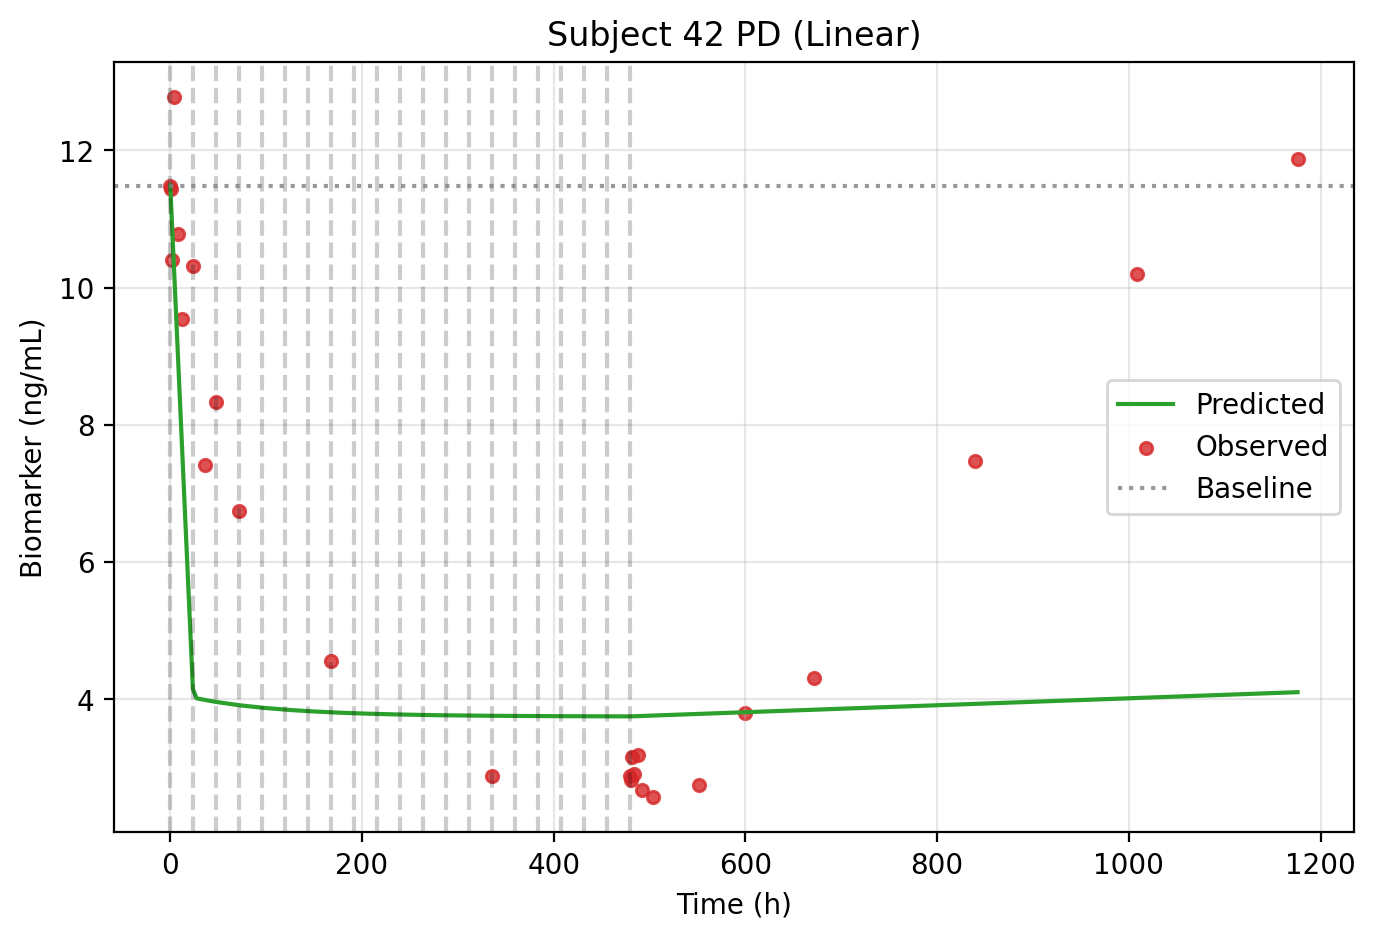 Subject 42 PD (Linear)
Biomarker (ng/mL)
12
10
8
6
4
Predicted
Observed
Baseline
0 200 400 600 800 1000 1200
Time (h)